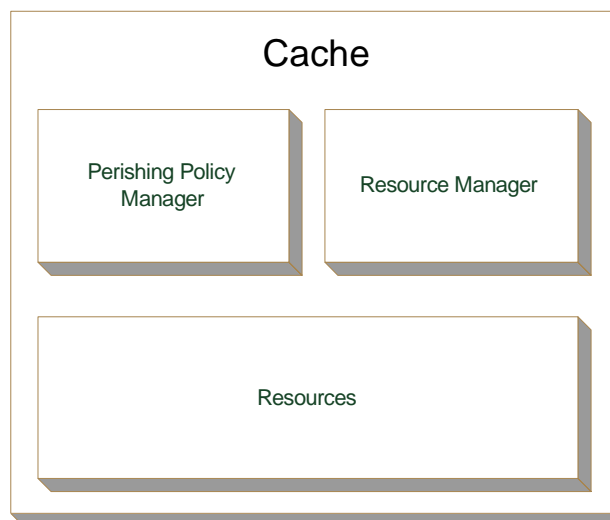 Cache
Perishing Policy
Manager
Resource Manager
Resources